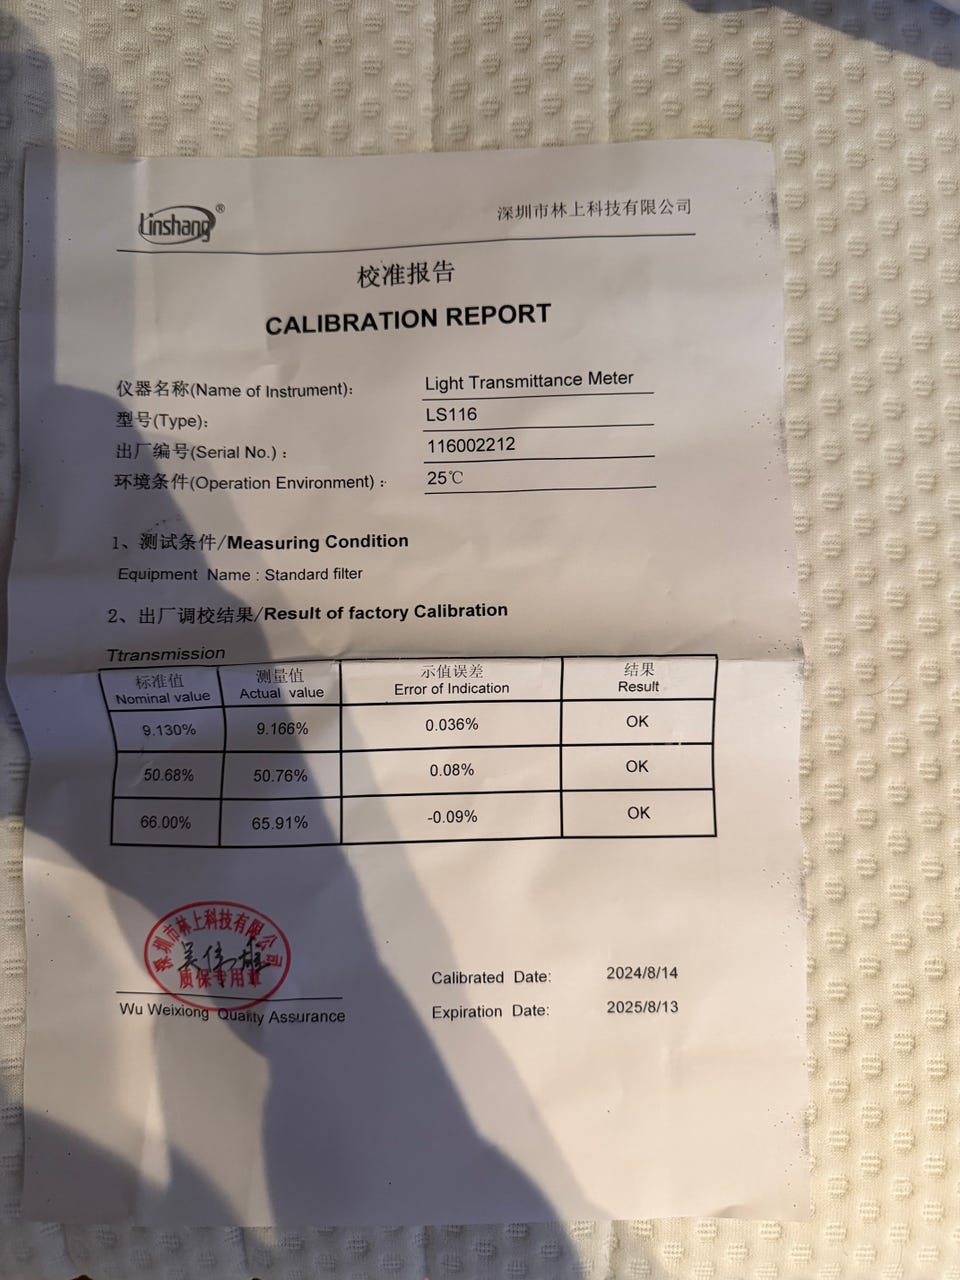 Linshang®
深圳市林上科技有限公司
校准报告
CALIBRATION REPORT
仪器名称(Name of Instrument): Light Transmittance Meter
型号(Type): LS116
出厂编号(Serial No.) : 116002212
环境条件(Operation Environment) : 25℃
1、测试条件/Measuring Condition
Equipment Name : Standard filter
2、出厂调校结果/Result of factory Calibration
Ttransmission
标准值 测量值 示值误差 结果
Nominal value Actual value Error of Indication Result
9.130% 9.166% 0.036% OK
50.68% 50.76% 0.08% OK
66.00% 65.91% -0.09% OK
深圳市林上科技有限公司
吴伟雄
质保专用章
Wu Weixiong Quality Assurance
Calibrated Date: 2024/8/14
Expiration Date: 2025/8/13